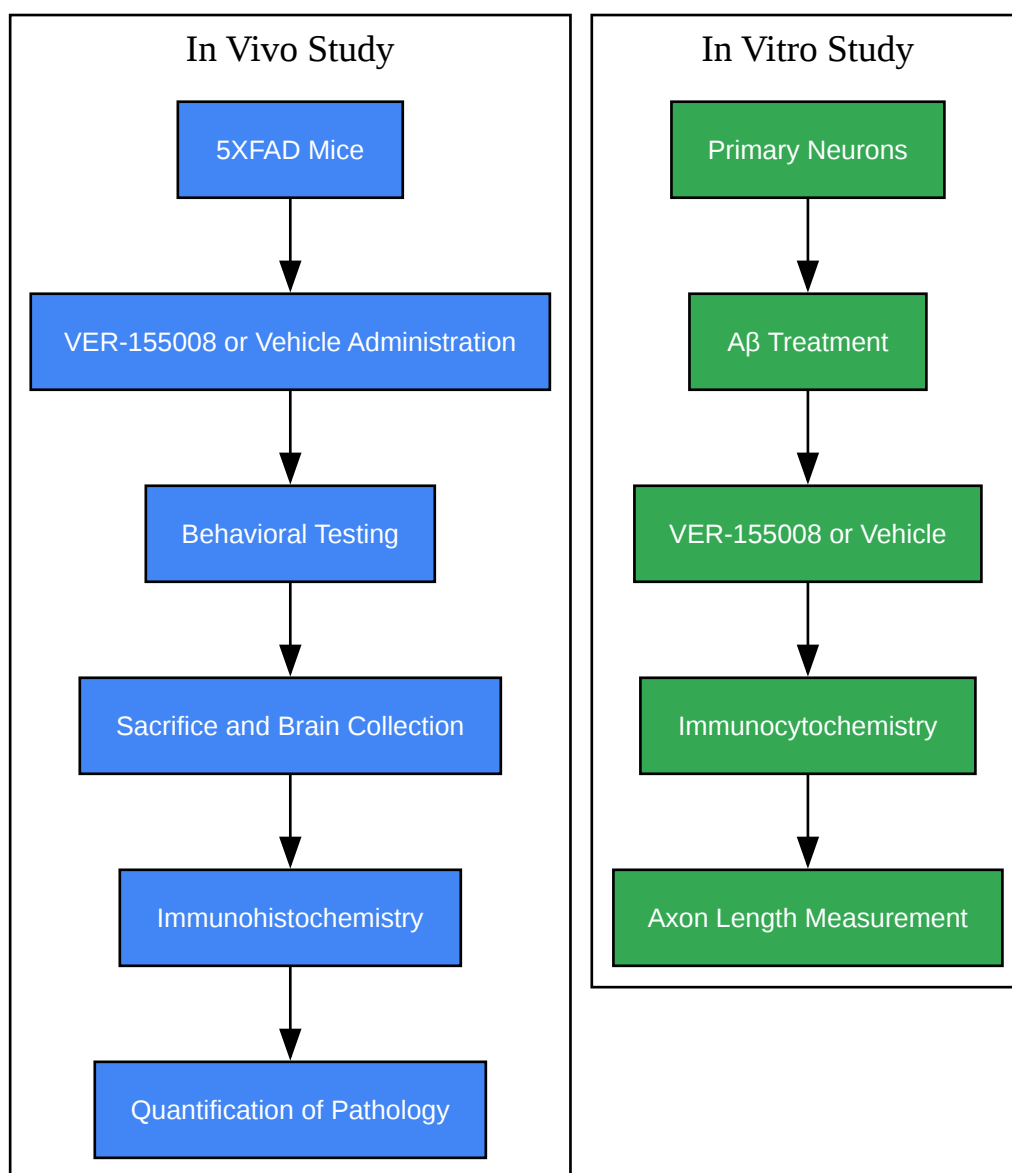 In Vivo Study
5XFAD Mice
VER-155008 or Vehicle Administration
Behavioral Testing
Sacrifice and Brain Collection
Immunohistochemistry
Quantification of Pathology
In Vitro Study
Primary Neurons
Aβ Treatment
VER-155008 or Vehicle
Immunocytochemistry
Axon Length Measurement